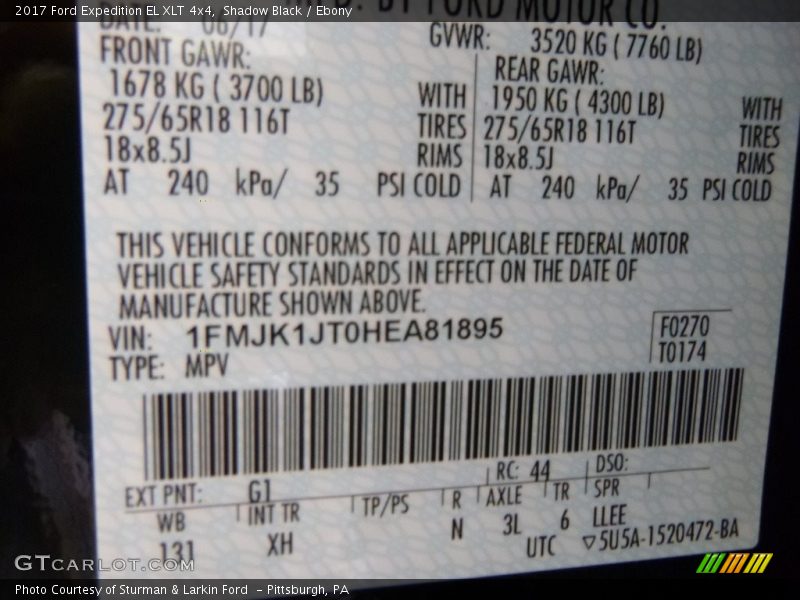 2017 Ford Expedition EL XLT 4x4, Shadow Black / Ebony
BY FORD MOTOR CO.
DATE: 06/17
GVWR: 3520 KG ( 7760 LB)
FRONT GAWR:
REAR GAWR:
1678 KG ( 3700 LB) WITH
1950 KG ( 4300 LB) WITH
275/65R18 116T TIRES
275/65R18 116T TIRES
18x8.5J RIMS
18x8.5J RIMS
AT 240 kPa/ 35 PSI COLD
AT 240 kPa/ 35 PSI COLD
THIS VEHICLE CONFORMS TO ALL APPLICABLE FEDERAL MOTOR
VEHICLE SAFETY STANDARDS IN EFFECT ON THE DATE OF
MANUFACTURE SHOWN ABOVE.
VIN: 1FMJK1JT0HEA81895
F0270
TYPE: MPV
T0174
EXT PNT: G1 RC: 44 DSO:
WB INT TR TP/PS R AXLE TR SPR
131 XH N 3L 6 LLEE
UTC ▽5U5A-1520472-BA
GTCARLOT.COM
Photo Courtesy of Sturman & Larkin Ford - Pittsburgh, PA